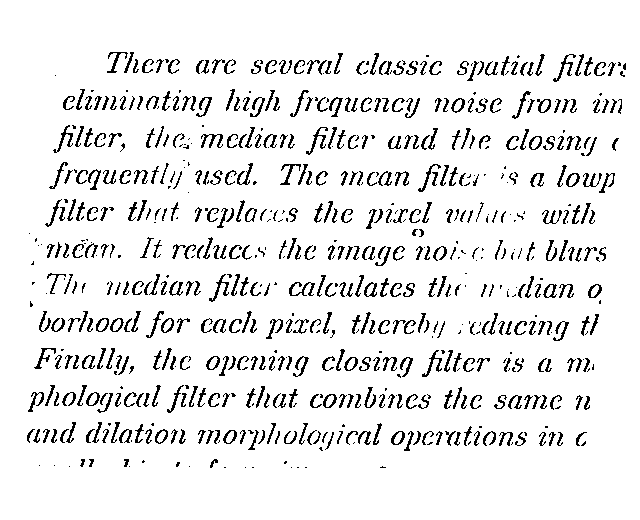 There are several classic spatial filters
eliminating high frequency noise from
filter, the median filter and the closing
frequently used. The mean filter is a
filter that replaces the pixel values with
mean. It reduces the image noise but blurs
The median filter calculates the median
borhood for each pixel, thereby reducing
Finally, the opening closing filter is a
phological filter that combines the same
and dilation morphological operations in